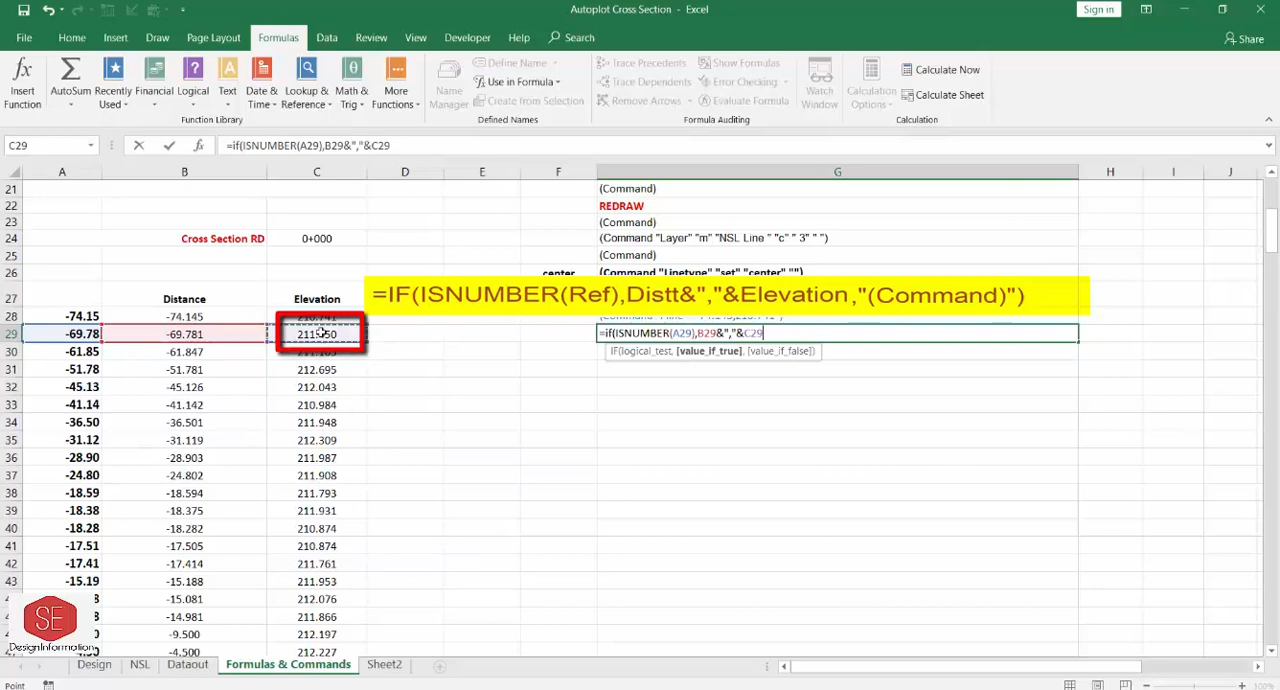 Autoplot Cross Section - Excel
Sign in
File Home Insert Draw Page Layout Formulas Data Review View Developer Help Search Share
Insert Function
AutoSum
Recently Used
Financial
Logical
Text
Date & Time
Lookup & Reference
Math & Trig
More Functions
Function Library
Name Manager
Define Name
Use in Formula
Create from Selection
Defined Names
Trace Precedents
Trace Dependents
Remove Arrows
Show Formulas
Error Checking
Evaluate Formula
Formula Auditing
Watch Window
Calculation Options
Calculate Now
Calculate Sheet
Calculation
C29 fx =if(ISNUMBER(A29),B29&","&C29
A B C D E F G H I J
21 (Command)
22 REDRAW
23 (Command)
24 Cross Section RD 0+000 (Command "Layer" "m" "NSL Line " "c" " 3" " ")
25 (Command)
26 center (Command "Linetype" "set" "center" "")
=IF(ISNUMBER(Ref),Distt&","&Elevation,"(Command)")
27 Distance Elevation
28 -74.15 -74.145
29 -69.78 -69.781 =if(ISNUMBER(A29),B29&","&C29
IF(logical_test, [value_if_true], [value_if_false])
30 -61.85 -61.847
31 -51.78 -51.781 212.695
32 -45.13 -45.126 212.043
33 -41.14 -41.142 210.984
34 -36.50 -36.501 211.948
35 -31.12 -31.119 212.309
36 -28.90 -28.903 211.987
37 -24.80 -24.802 211.908
38 -18.59 -18.594 211.793
39 -18.38 -18.375 211.931
40 -18.28 -18.282 210.874
41 -17.51 -17.505 210.874
42 -17.41 -17.414 211.761
43 -15.19 -15.188 211.953
-15.081 212.076
-14.981 211.866
-9.500 212.197
-4.500 212.227
SE
DesignInformation
Design NSL Dataout Formulas & Commands Sheet2
Point
100%